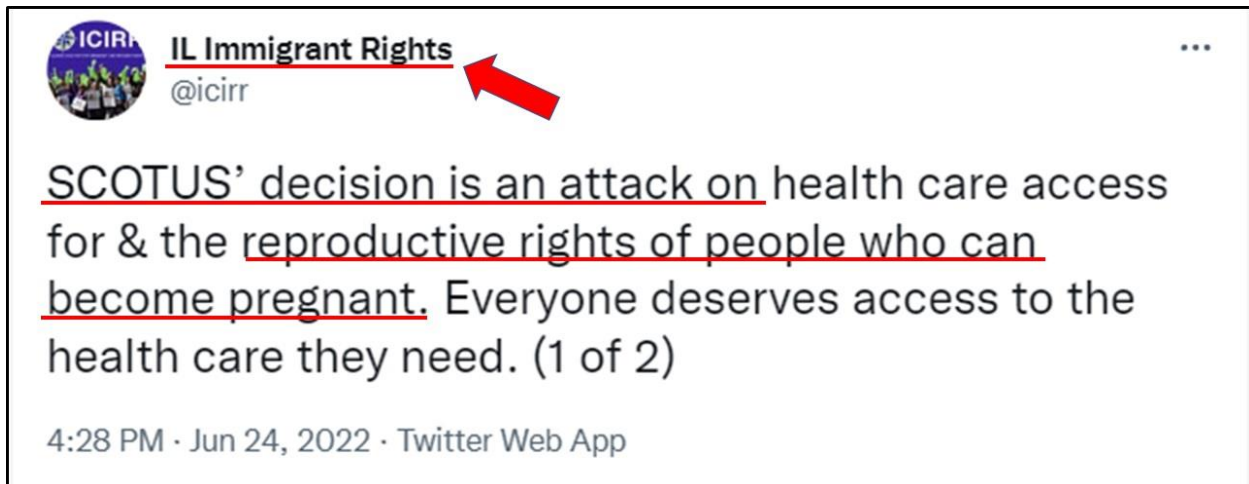 ICIRR
IL Immigrant Rights
@icirr
SCOTUS’ decision is an attack on health care access
for & the reproductive rights of people who can
become pregnant. Everyone deserves access to the
health care they need. (1 of 2)
4:28 PM · Jun 24, 2022 · Twitter Web App